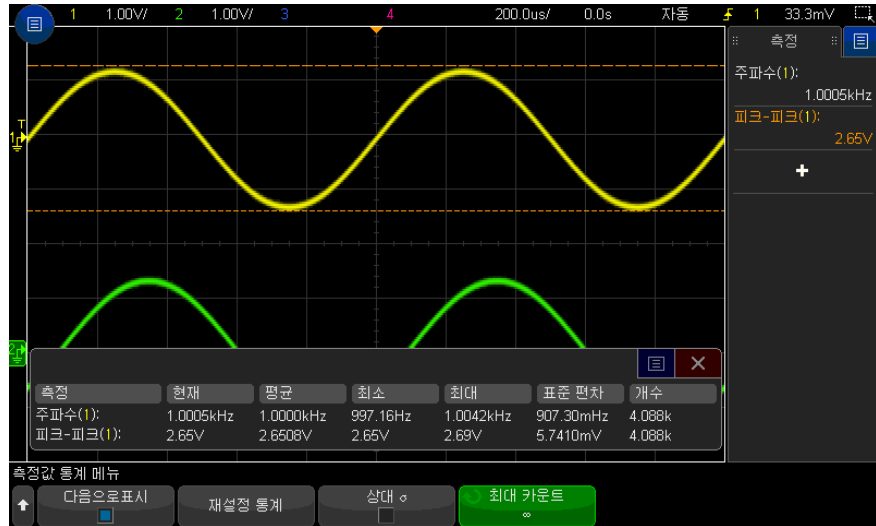 1 1.00V/ 2 1.00V/ 3 4 200.0us/ 0.0s 자동 1 33.3mV
측정
주파수(1):
1.0005kHz
피크-피크(1):
2.65V
+
T
1
2
측정 현재 평균 최소 최대 표준 편차 개수
주파수(1): 1.0005kHz 1.0000kHz 997.16Hz 1.0042kHz 907.30mHz 4.088k
피크-피크(1): 2.65V 2.6508V 2.65V 2.69V 5.7410mV 4.088k
측정값 통계 메뉴
다음으로표시 재설정 통계 상대 σ 최대 카운트
∞